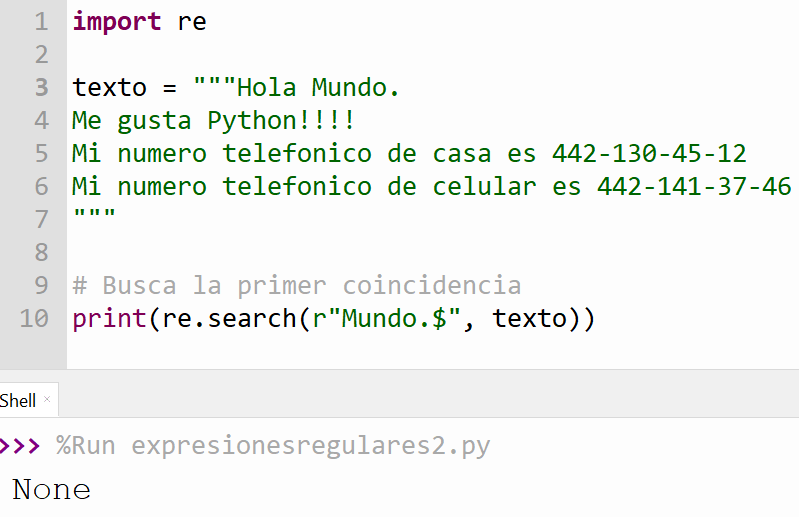 1 import re
2
3 texto = """Hola Mundo.
4 Me gusta Python!!!!
5 Mi numero telefonico de casa es 442-130-45-12
6 Mi numero telefonico de celular es 442-141-37-46
7 """
8
9 # Busca la primer coincidencia
10 print(re.search(r"Mundo.$", texto))
Shell ×
>>> %Run expresionesregulares2.py
None